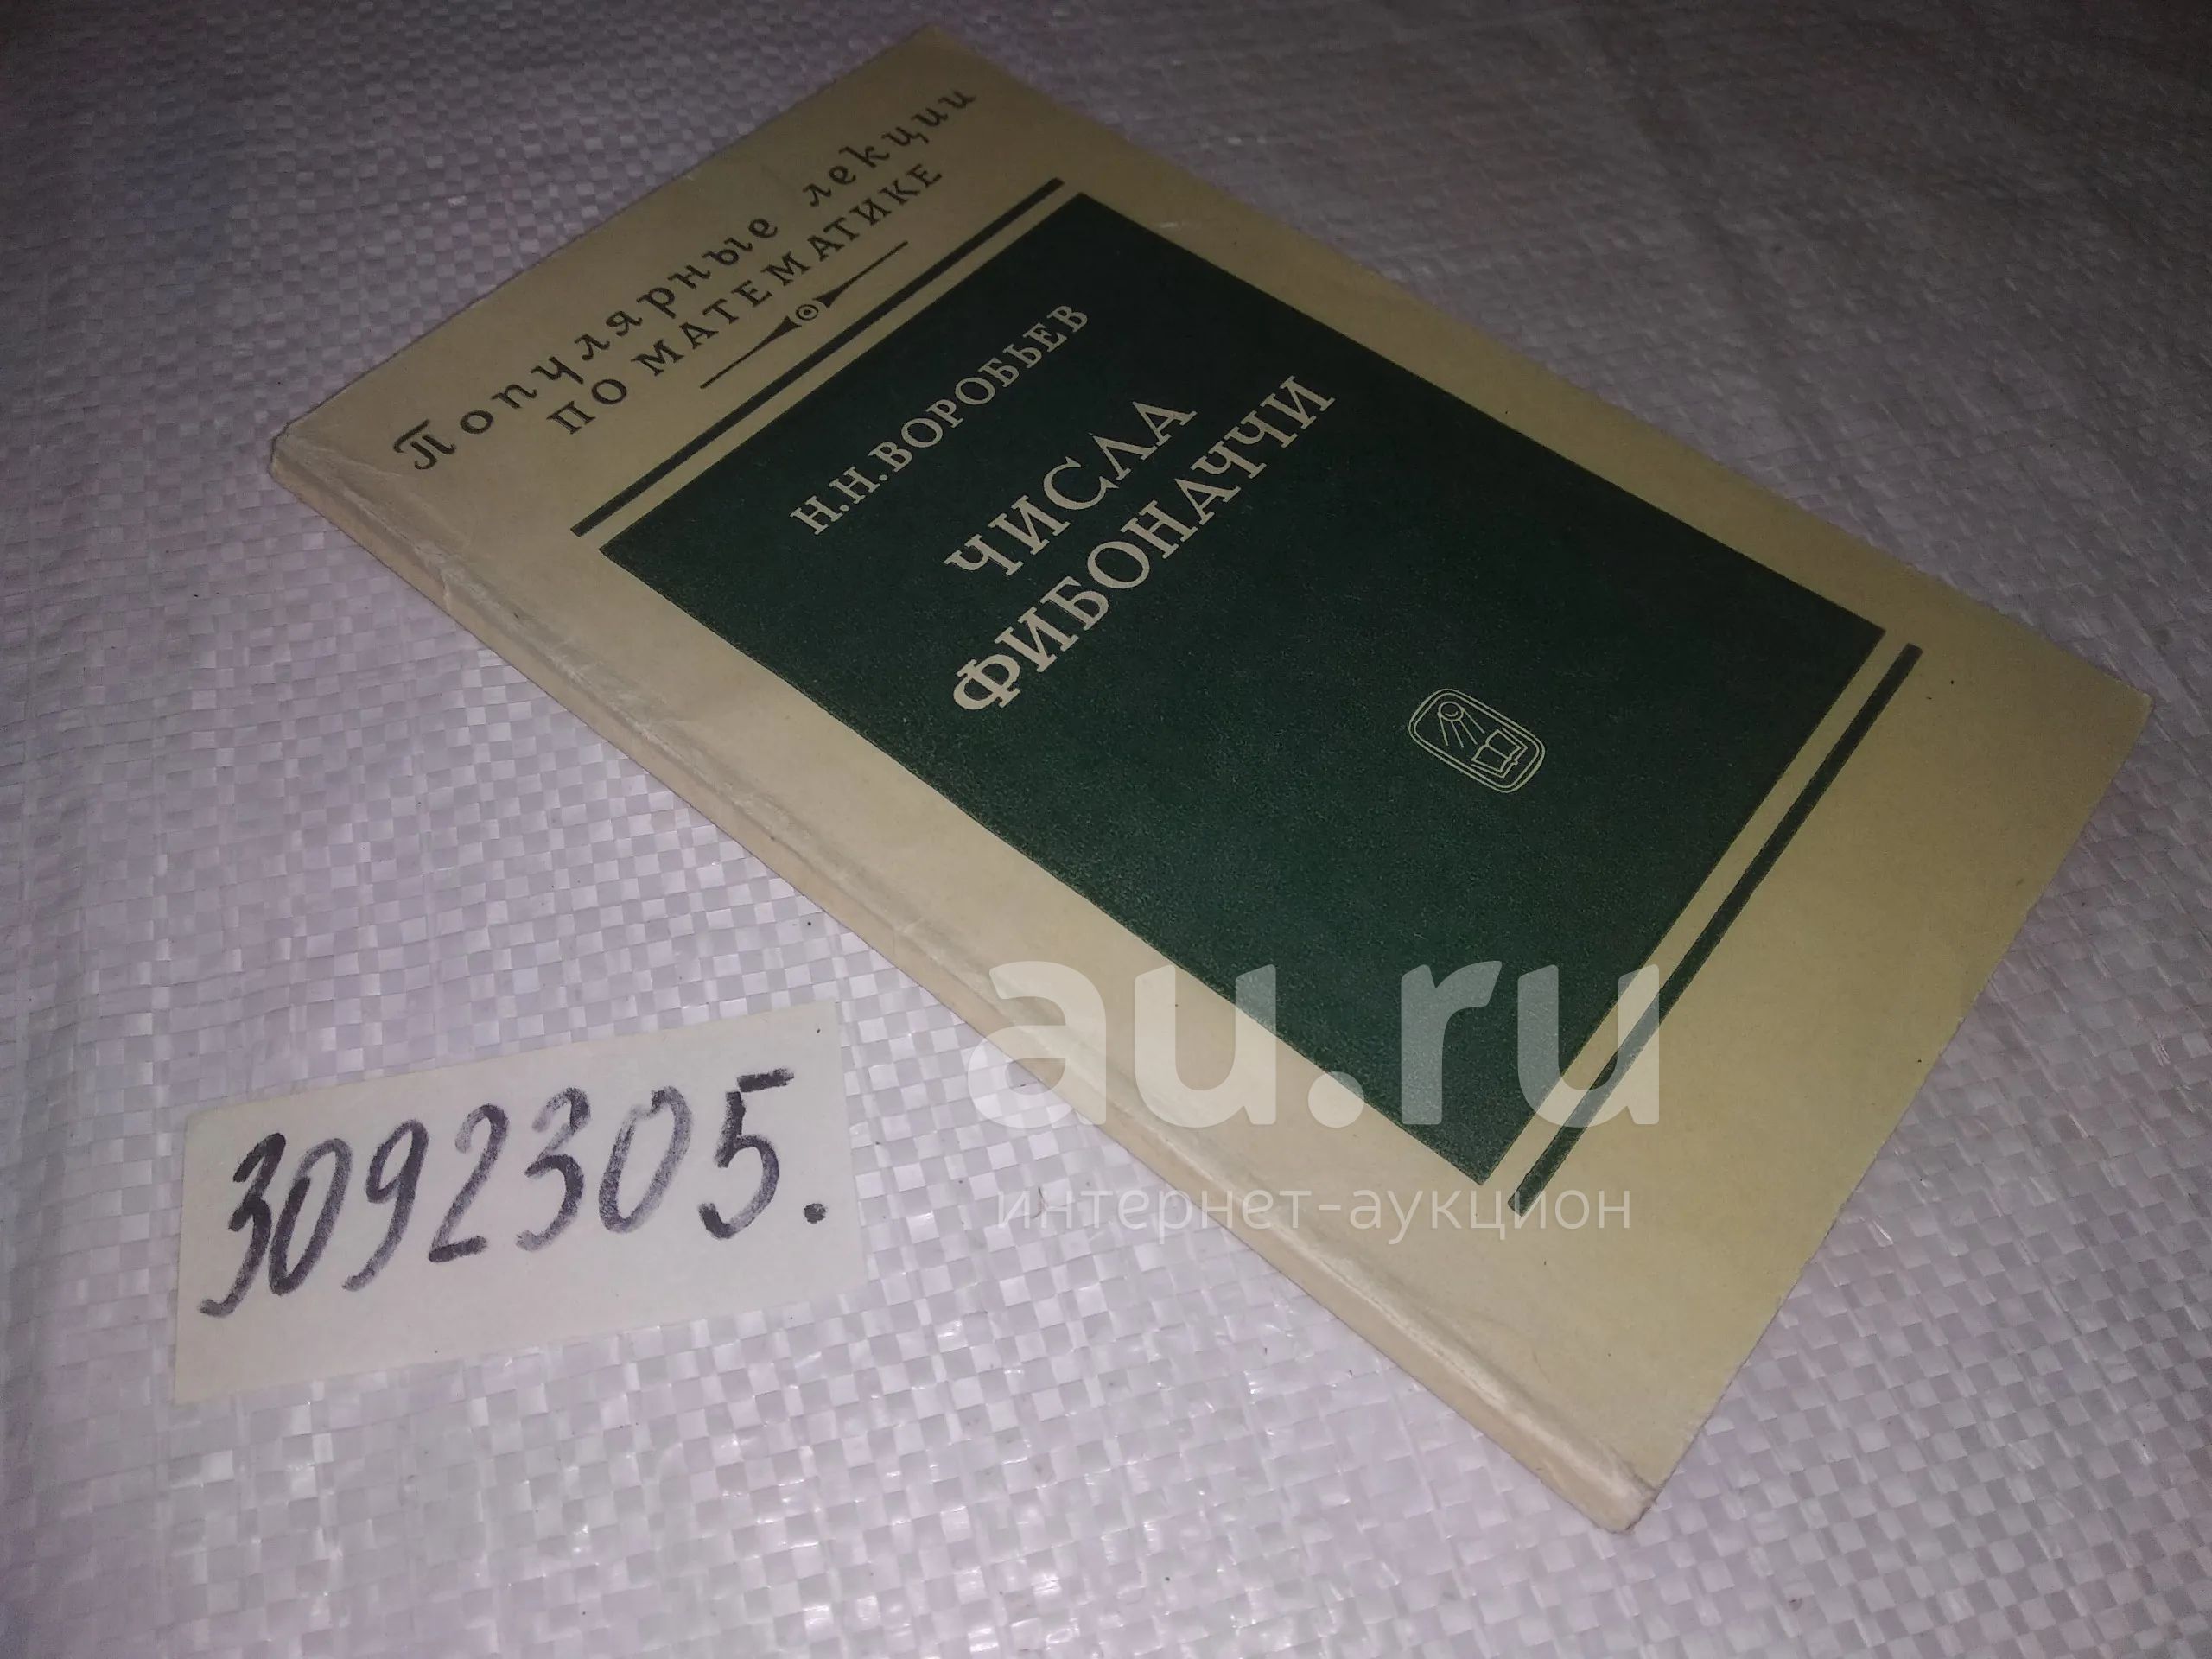 Популярные лекции
ПО МАТЕМАТИКЕ
Н.Н.ВОРОБЬЕВ
ЧИСЛА
ФИБОНАЧЧИ
au.ru
интернет-аукцион
3092305.